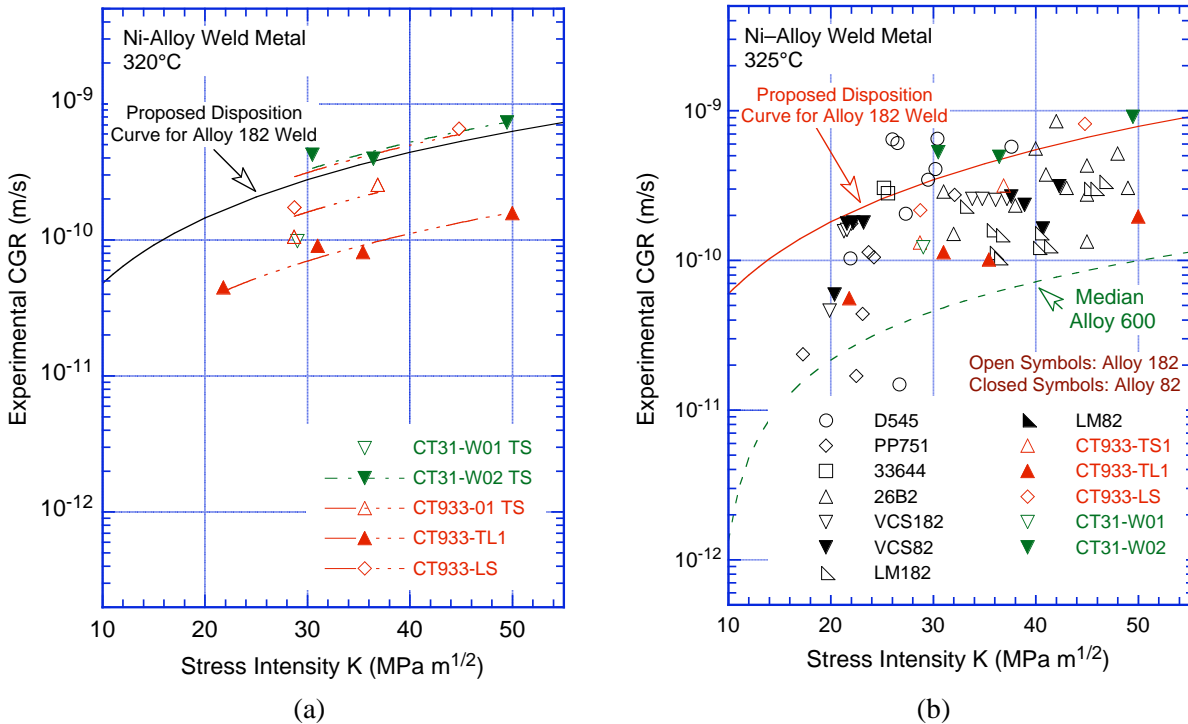 Ni-Alloy Weld Metal
320°C
Proposed Disposition
Curve for Alloy 182 Weld
10-9
10-10
10-11
10-12
Experimental CGR (m/s)
CT31-W01 TS
CT31-W02 TS
CT933-01 TS
CT933-TL1
CT933-LS
10 20 30 40 50
Stress Intensity K (MPa m1/2)
(a)
Ni–Alloy Weld Metal
325°C
Proposed Disposition
Curve for Alloy 182 Weld
10-9
10-10
10-11
10-12
Experimental CGR (m/s)
Median
Alloy 600
Open Symbols: Alloy 182
Closed Symbols: Alloy 82
D545
PP751
33644
26B2
VCS182
VCS82
LM182
LM82
CT933-TS1
CT933-TL1
CT933-LS
CT31-W01
CT31-W02
10 20 30 40 50
Stress Intensity K (MPa m1/2)
(b)